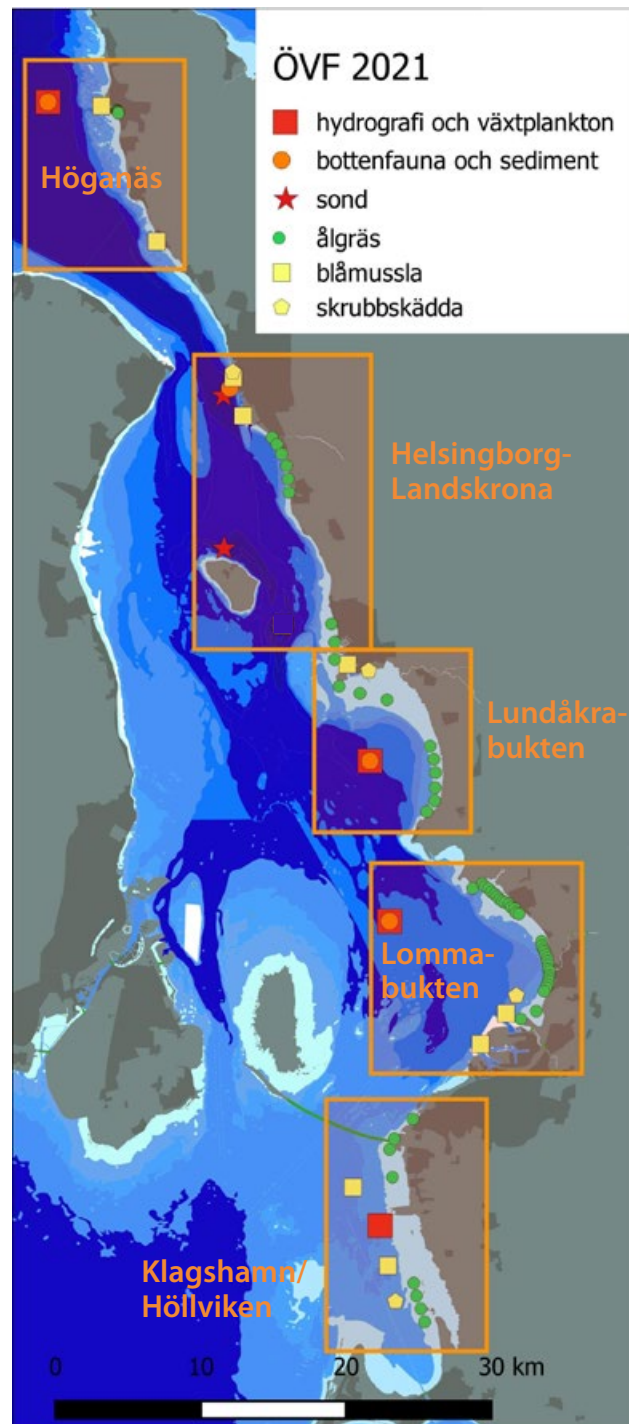 ÖVF 2021
hydrografi och växtplankton
bottenfauna och sediment
sond
ålgräs
blåmussla
skrubbskädda
Höganäs
Helsingborg-
Landskrona
Lundåkra-
bukten
Lomma-
bukten
Klagshamn/
Höllviken
0 10 20 30 km